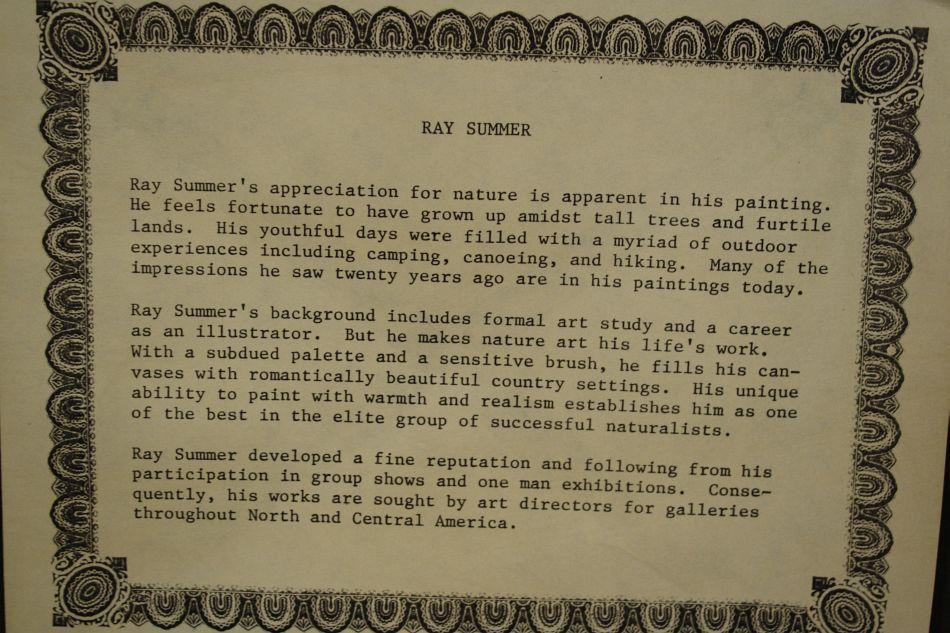 RAY SUMMER
Ray Summer's appreciation for nature is apparent in his painting.
He feels fortunate to have grown up amidst tall trees and furtile
lands. His youthful days were filled with a myriad of outdoor
experiences including camping, canoeing, and hiking. Many of the
impressions he saw twenty years ago are in his paintings today.
Ray Summer's background includes formal art study and a career
as an illustrator. But he makes nature art his life's work.
With a subdued palette and a sensitive brush, he fills his can-
vases with romantically beautiful country settings. His unique
ability to paint with warmth and realism establishes him as one
of the best in the elite group of successful naturalists.
Ray Summer developed a fine reputation and following from his
participation in group shows and one man exhibitions. Conse-
quently, his works are sought by art directors for galleries
throughout North and Central America.